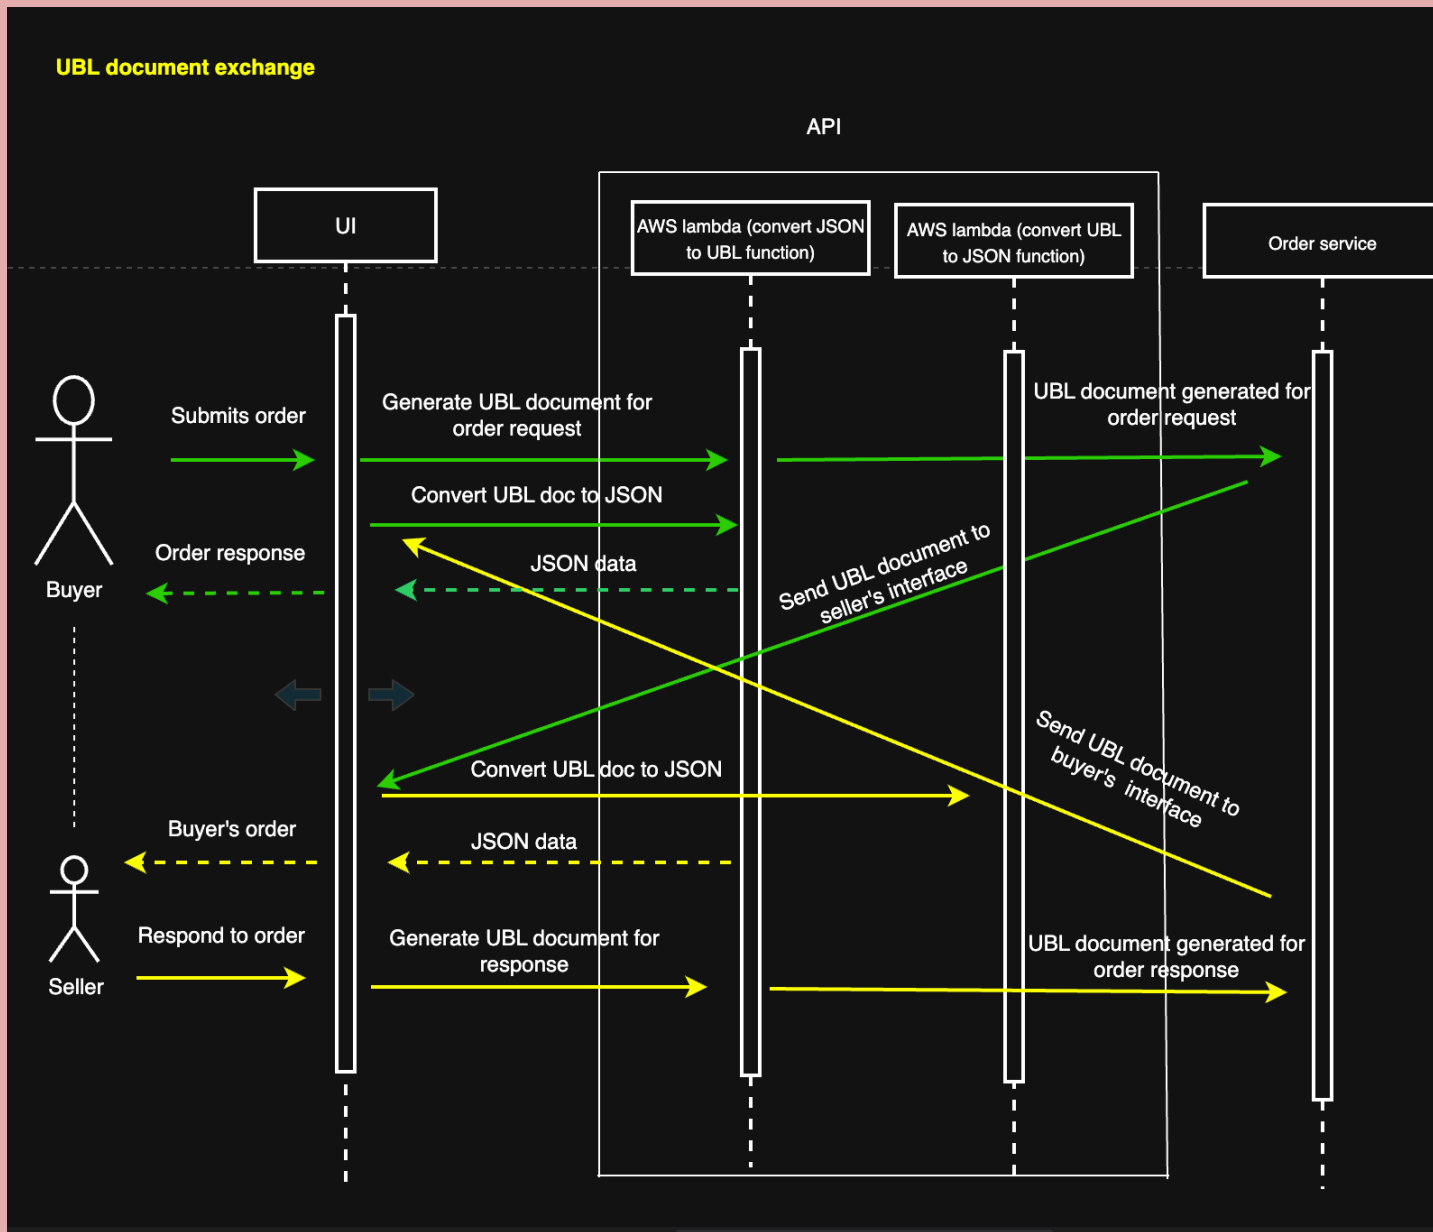 UBL document exchange
API
UI
AWS lambda (convert JSON
to UBL function)
AWS lambda (convert UBL
to JSON function)
Order service
Submits order
Generate UBL document for
order request
UBL document generated for
order request
Convert UBL doc to JSON
Order response
JSON data
Send UBL document to
seller's interface
Buyer
Send UBL document to
buyer's interface
Convert UBL doc to JSON
Buyer's order
JSON data
Respond to order
Generate UBL document for
response
UBL document generated for
order response
Seller